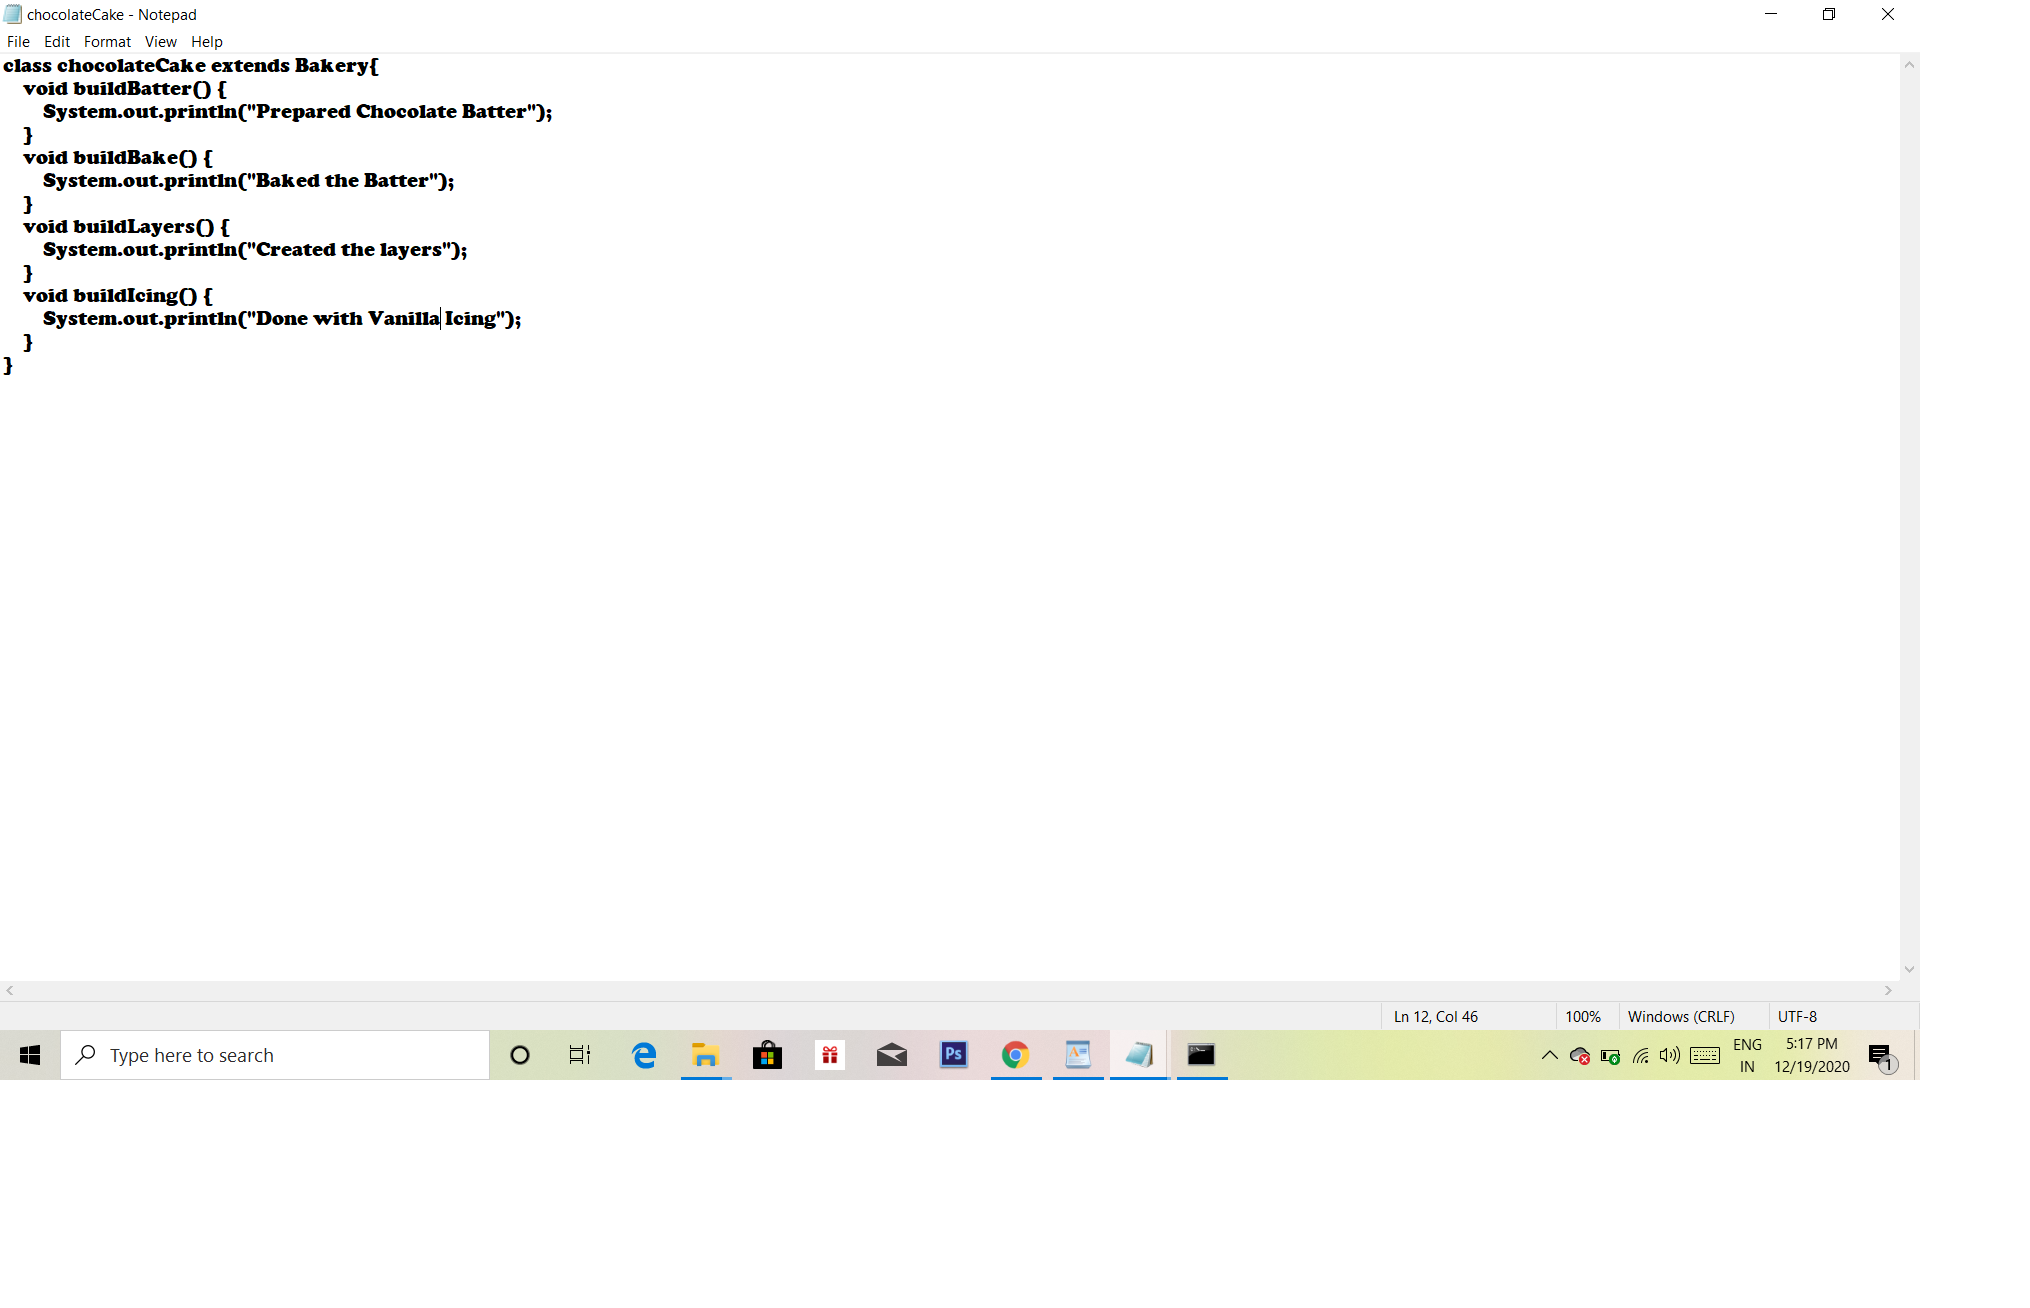 chocolateCake - Notepad
File Edit Format View Help
class chocolateCake extends Bakery{
    void buildBatter() {
        System.out.println("Prepared Chocolate Batter");
    }
    void buildBake() {
        System.out.println("Baked the Batter");
    }
    void buildLayers() {
        System.out.println("Created the layers");
    }
    void buildIcing() {
        System.out.println("Done with Vanilla Icing");
    }
}
Ln 12, Col 46 100% Windows (CRLF) UTF-8
Type here to search
Ps
ENG
IN
5:17 PM
12/19/2020
1